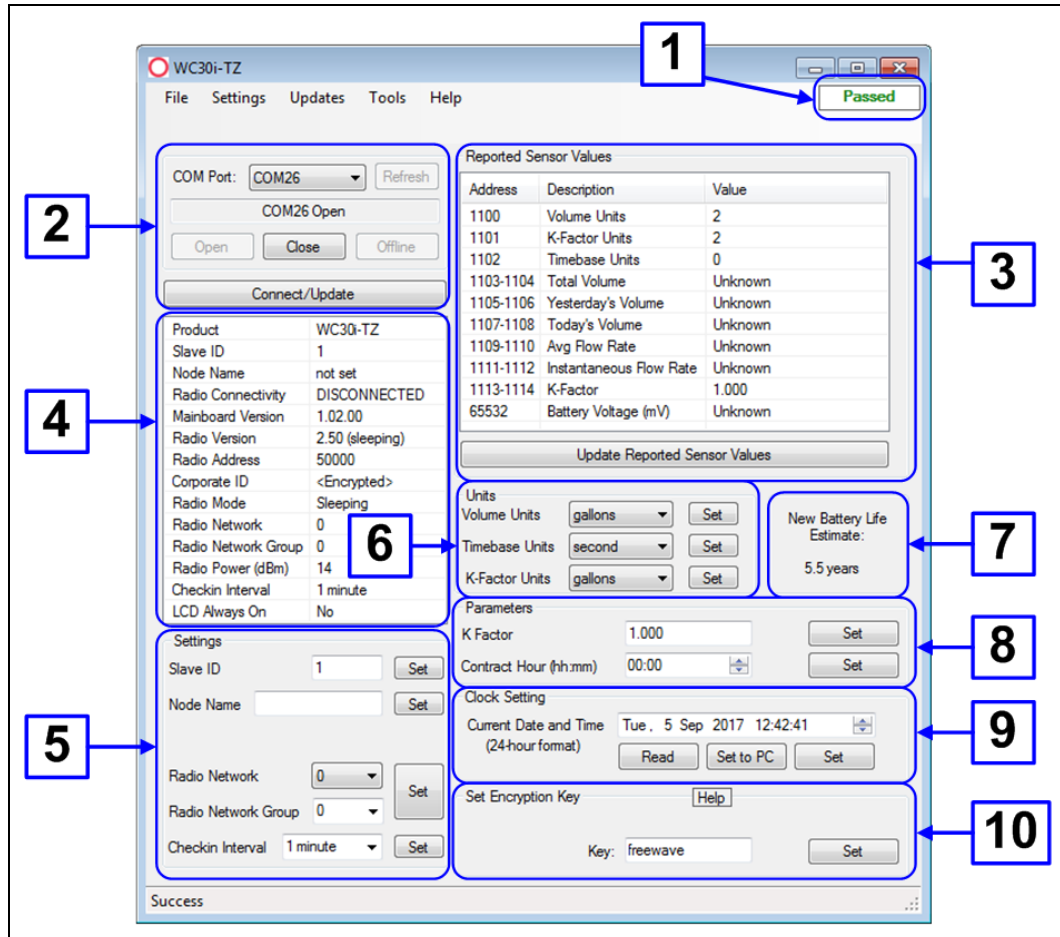 1
WC30i-TZ
File Settings Updates Tools Help
Passed
2
COM Port: COM26 Refresh
COM26 Open
Open Close Offline
Connect/Update
3
Reported Sensor Values
Address Description Value
1100 Volume Units 2
1101 K-Factor Units 2
1102 Timebase Units 0
1103-1104 Total Volume Unknown
1105-1106 Yesterday's Volume Unknown
1107-1108 Today's Volume Unknown
1109-1110 Avg Flow Rate Unknown
1111-1112 Instantaneous Flow Rate Unknown
1113-1114 K-Factor 1.000
65532 Battery Voltage (mV) Unknown
Update Reported Sensor Values
4
Product WC30i-TZ
Slave ID 1
Node Name not set
Radio Connectivity DISCONNECTED
Mainboard Version 1.02.00
Radio Version 2.50 (sleeping)
Radio Address 50000
Corporate ID <Encrypted>
Radio Mode Sleeping
Radio Network 0
Radio Network Group 0
Radio Power (dBm) 14
Checkin Interval 1 minute
LCD Always On No
5
Settings
Slave ID 1 Set
Node Name Set
Radio Network 0
Set
Radio Network Group 0
Checkin Interval 1 minute Set
6
Units
Volume Units gallons Set
Timebase Units second Set
K-Factor Units gallons Set
7
New Battery Life
Estimate:
5.5 years
8
Parameters
K Factor 1.000 Set
Contract Hour (hh:mm) 00:00 Set
9
Clock Setting
Current Date and Time Tue , 5 Sep 2017 12:42:41
(24-hour format)
Read Set to PC Set
10
Set Encryption Key Help
Key: freewave Set
Success